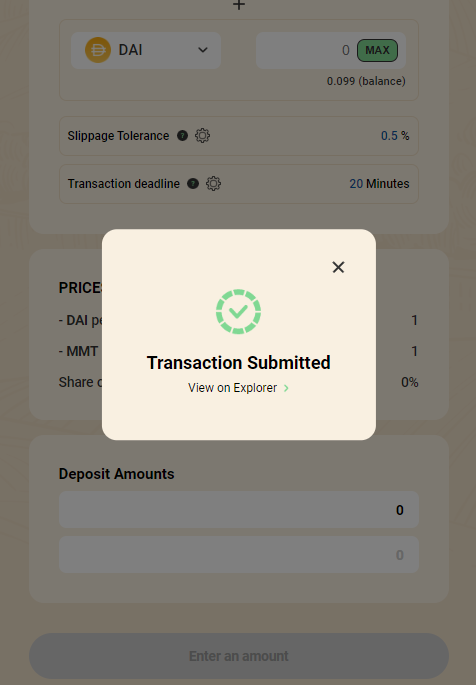 +
DAI 0 MAX
0.099 (balance)
Slippage Tolerance ? 0.5 %
Transaction deadline ? 20 Minutes
PRICES
- DAI pe 1
- MMT 1
Share o 0%
Transaction Submitted
View on Explorer
Deposit Amounts
0
0
Enter an amount